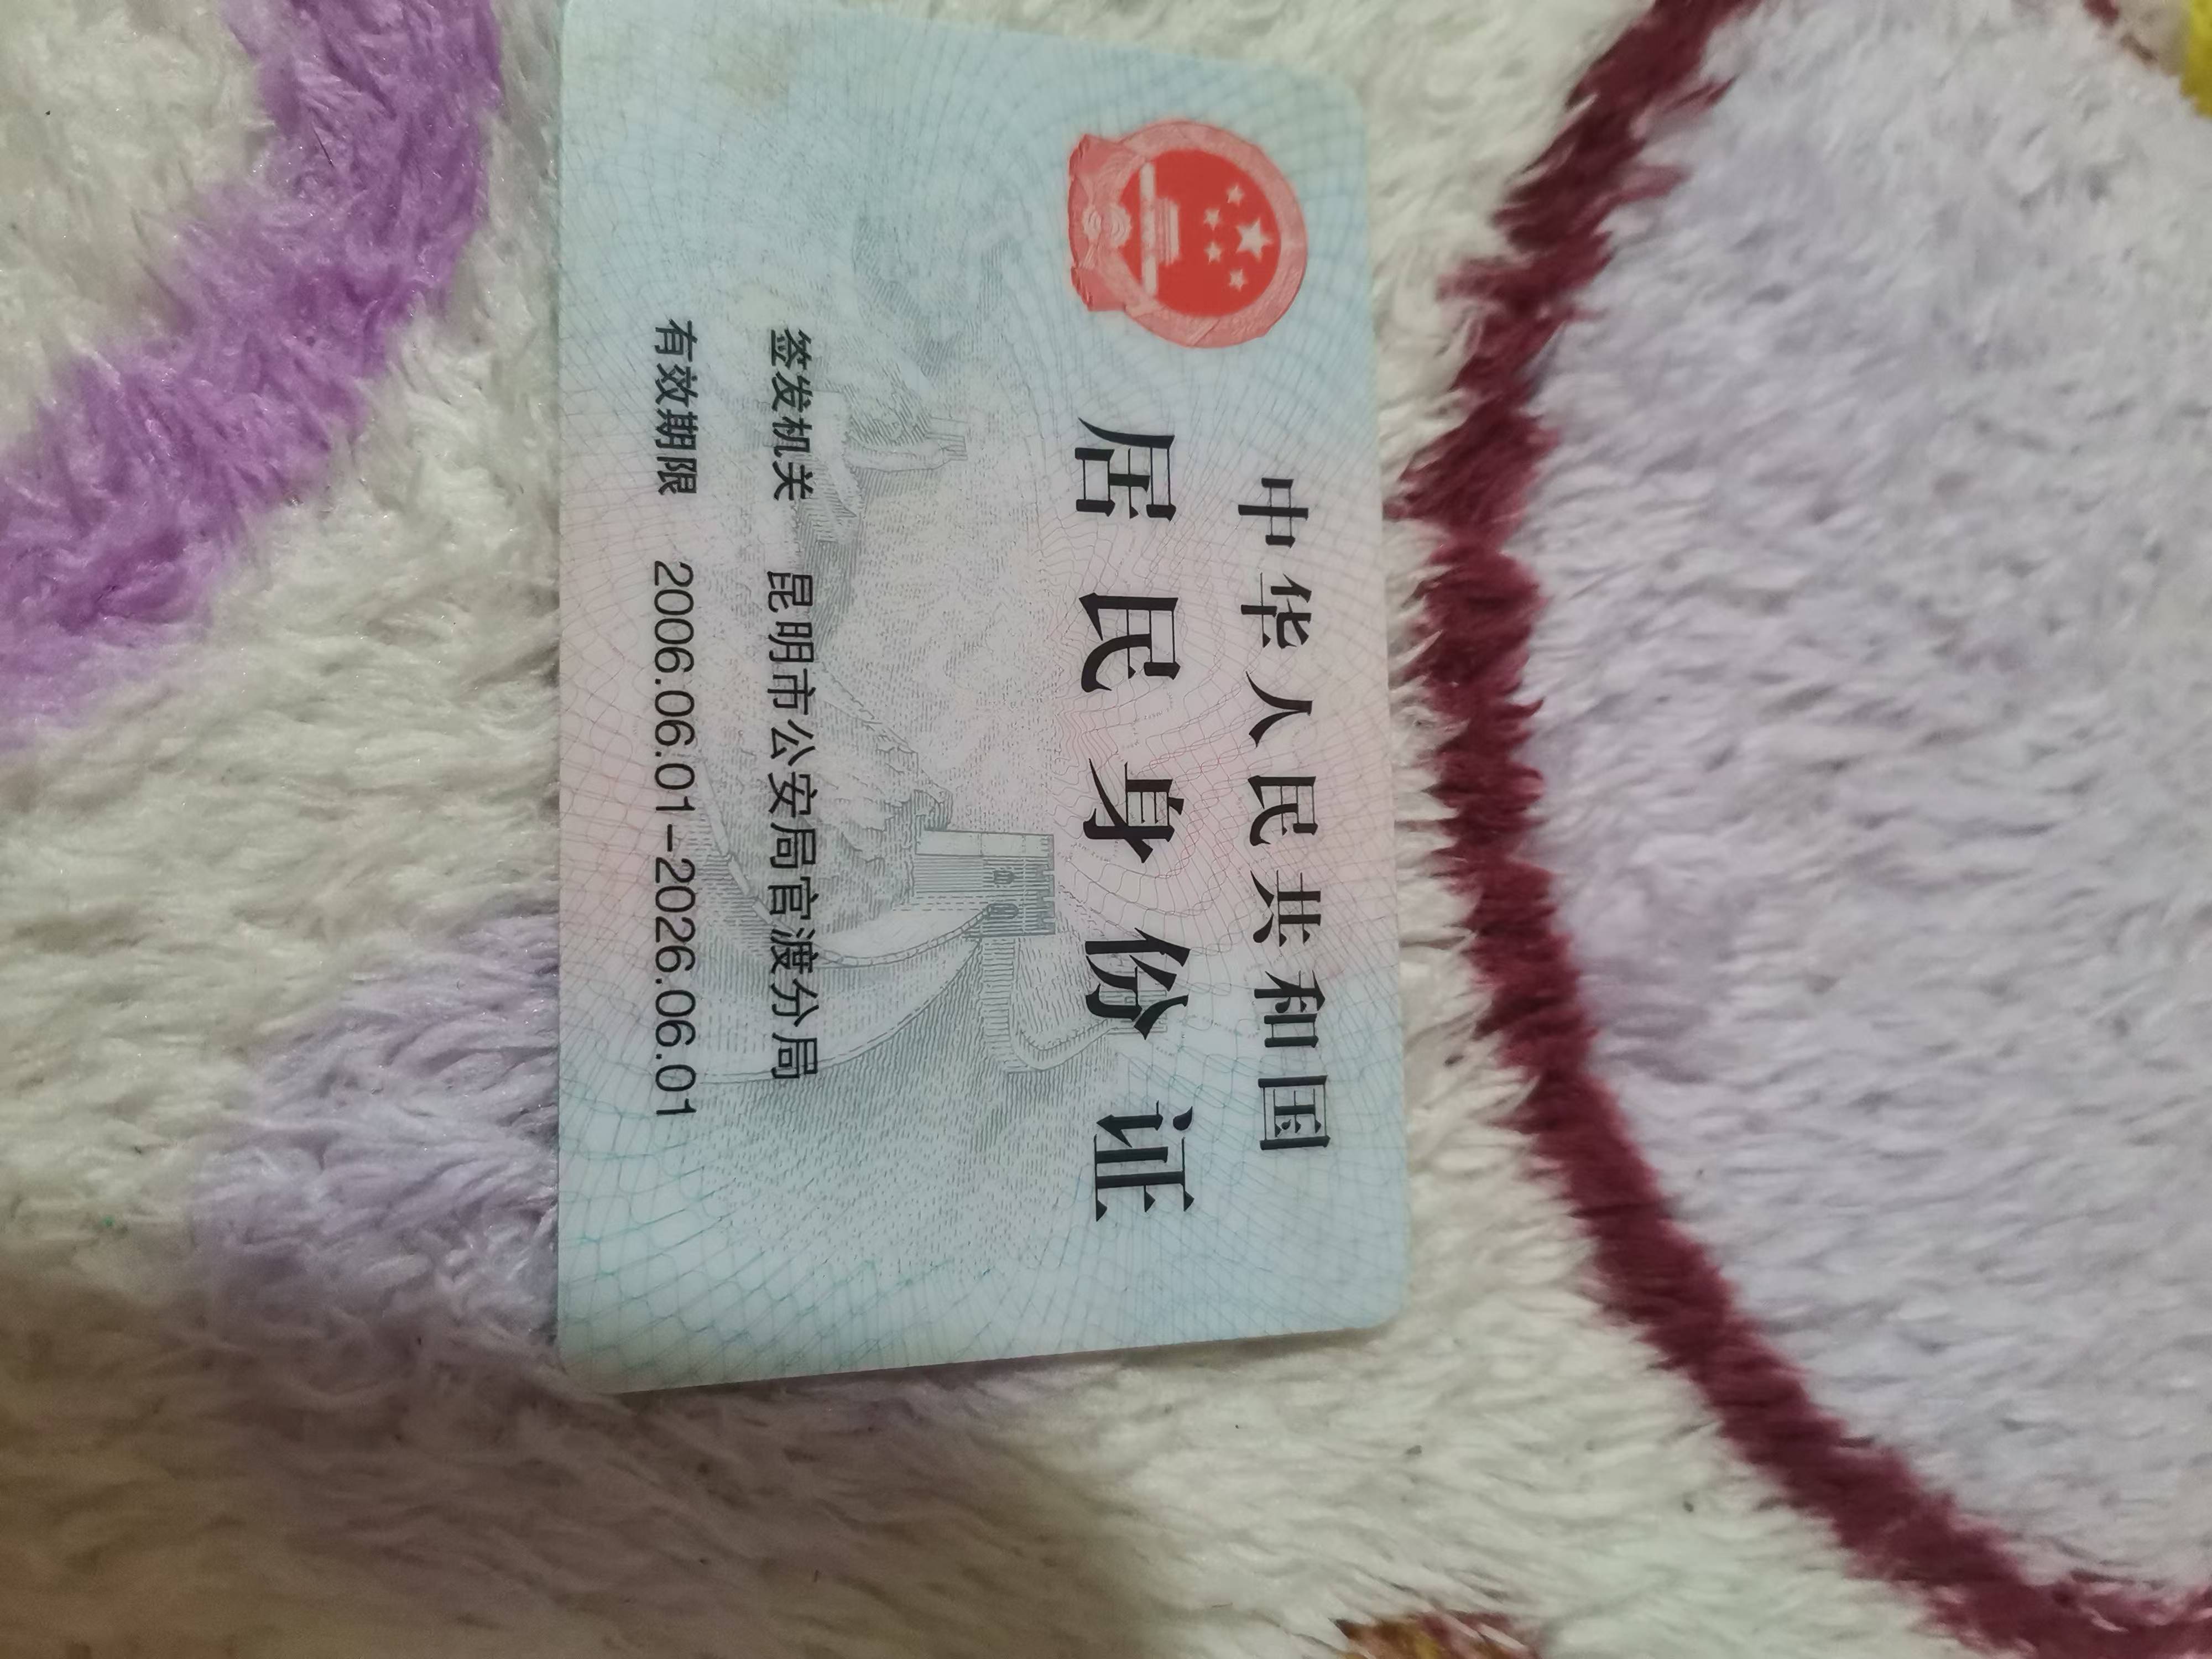 中华人民共和国
居民身份证
签发机关 昆明市公安局官渡分局
有效期限 2006.06.01-2026.06.01